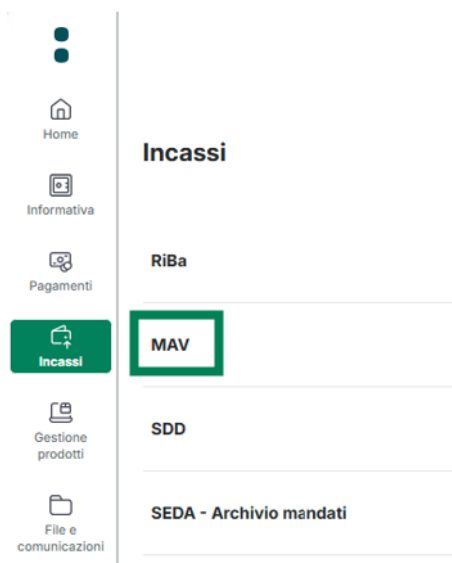 Home
Informativa
Pagamenti
Incassi
Gestione
prodotti
File e
comunicazioni
Incassi
RiBa
MAV
SDD
SEDA - Archivio mandati